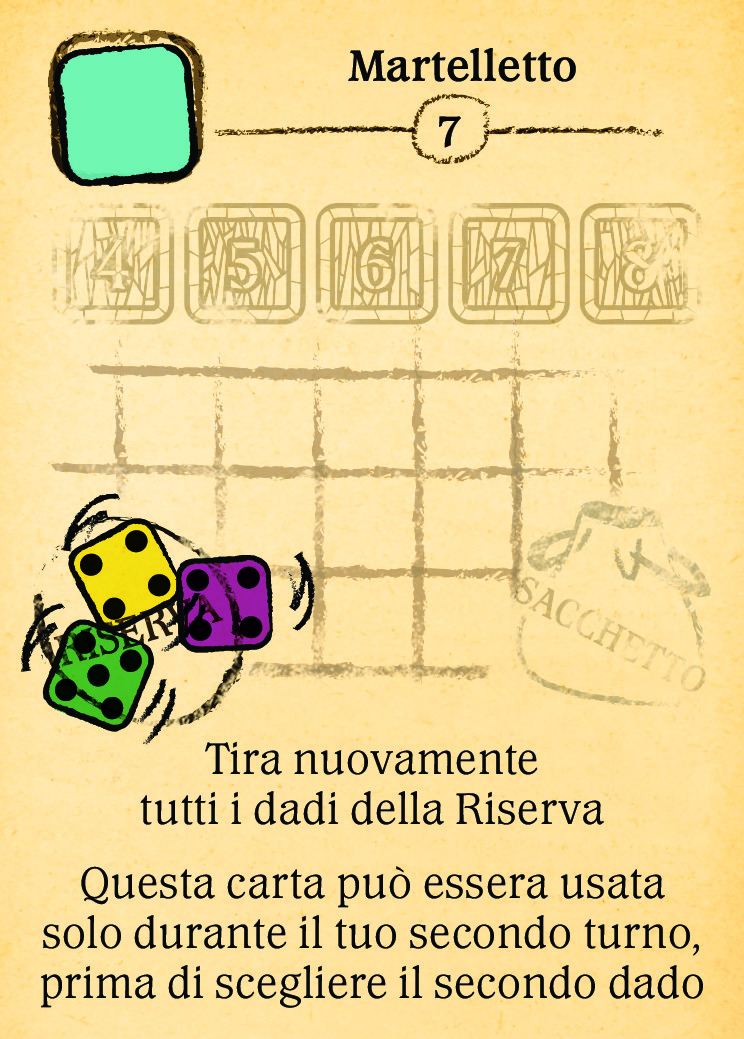 Martelletto
7
4 5 6 7 8
RISERVA
SACCHETTO
Tira nuovamente
tutti i dadi della Riserva
Questa carta può essera usata
solo durante il tuo secondo turno,
prima di scegliere il secondo dado